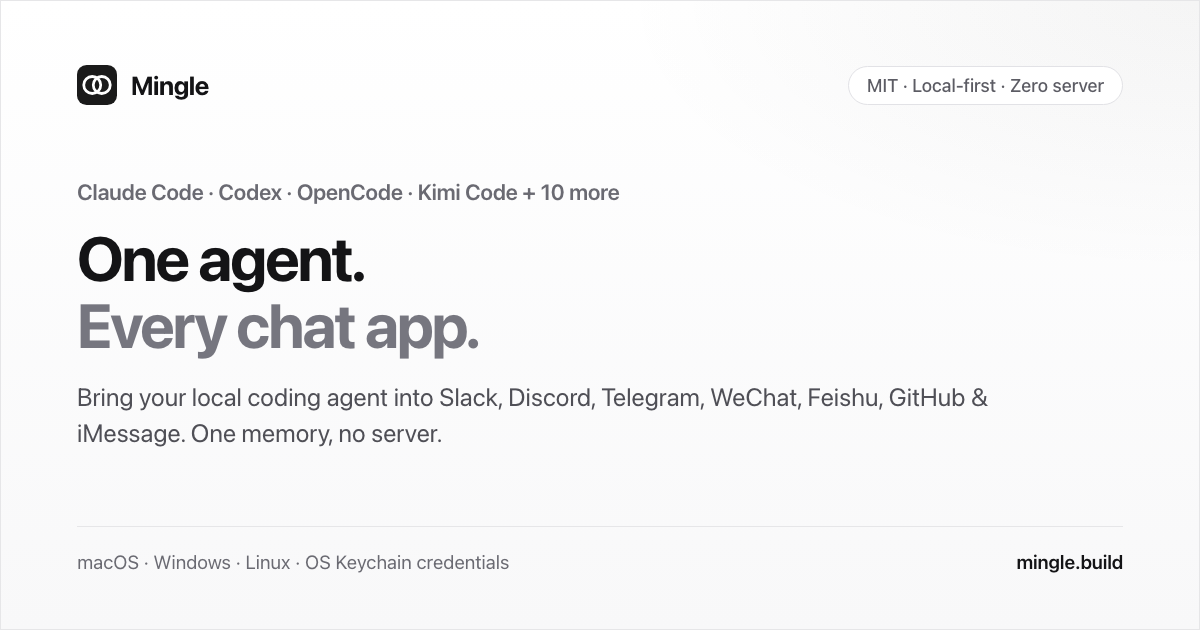 Mingle
MIT · Local-first · Zero server
Claude Code · Codex · OpenCode · Kimi Code + 10 more
One agent.
Every chat app.
Bring your local coding agent into Slack, Discord, Telegram, WeChat, Feishu, GitHub &
iMessage. One memory, no server.
macOS · Windows · Linux · OS Keychain credentials
mingle.build